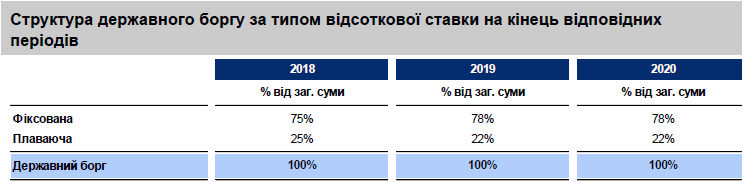 Структура державного боргу за типом відсоткової ставки на кінець відповідних
періодів
2018 2019 2020
% від заг. суми % від заг. суми % від заг. суми
Фіксована 75% 78% 78%
Плаваюча 25% 22% 22%
Державний борг 100% 100% 100%